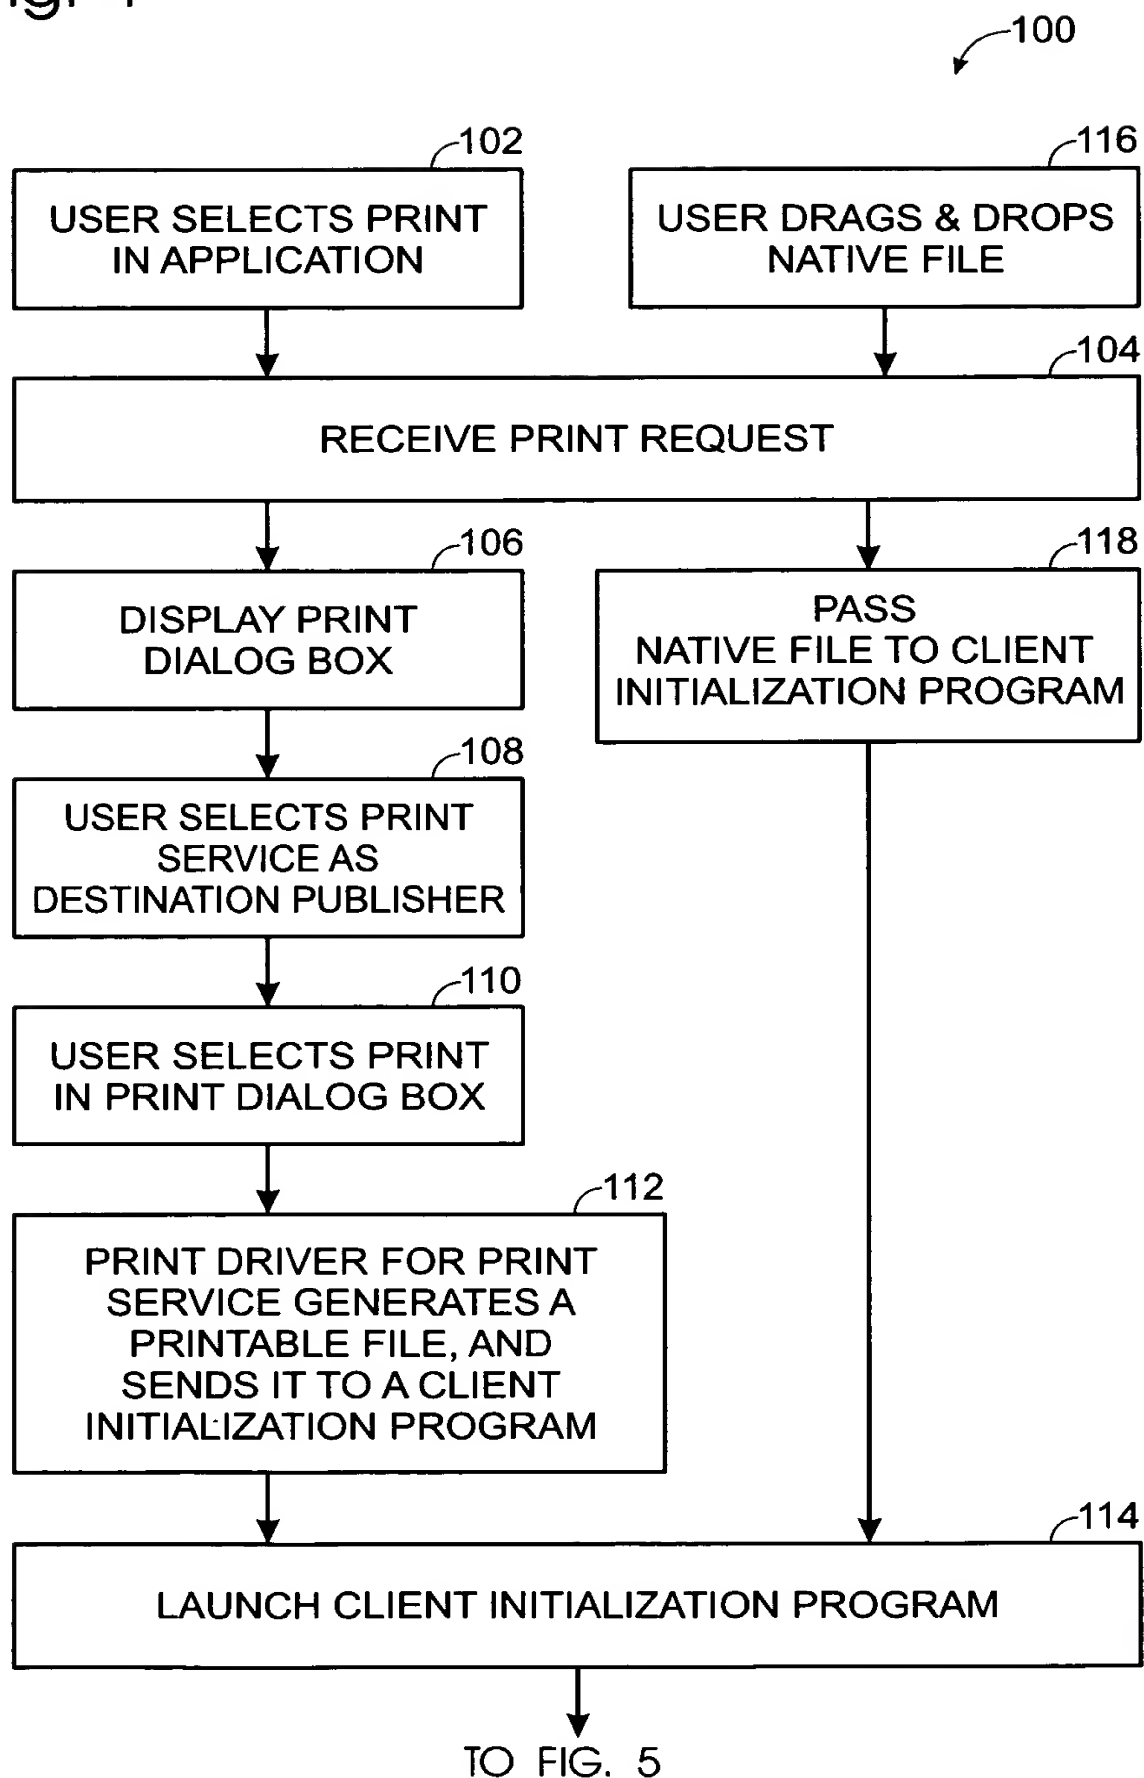 100
102
USER SELECTS PRINT
IN APPLICATION
116
USER DRAGS & DROPS
NATIVE FILE
104
RECEIVE PRINT REQUEST
106
DISPLAY PRINT
DIALOG BOX
118
PASS
NATIVE FILE TO CLIENT
INITIALIZATION PROGRAM
108
USER SELECTS PRINT
SERVICE AS
DESTINATION PUBLISHER
110
USER SELECTS PRINT
IN PRINT DIALOG BOX
112
PRINT DRIVER FOR PRINT
SERVICE GENERATES A
PRINTABLE FILE, AND
SENDS IT TO A CLIENT
INITIALIZATION PROGRAM
114
LAUNCH CLIENT INITIALIZATION PROGRAM
TO FIG. 5